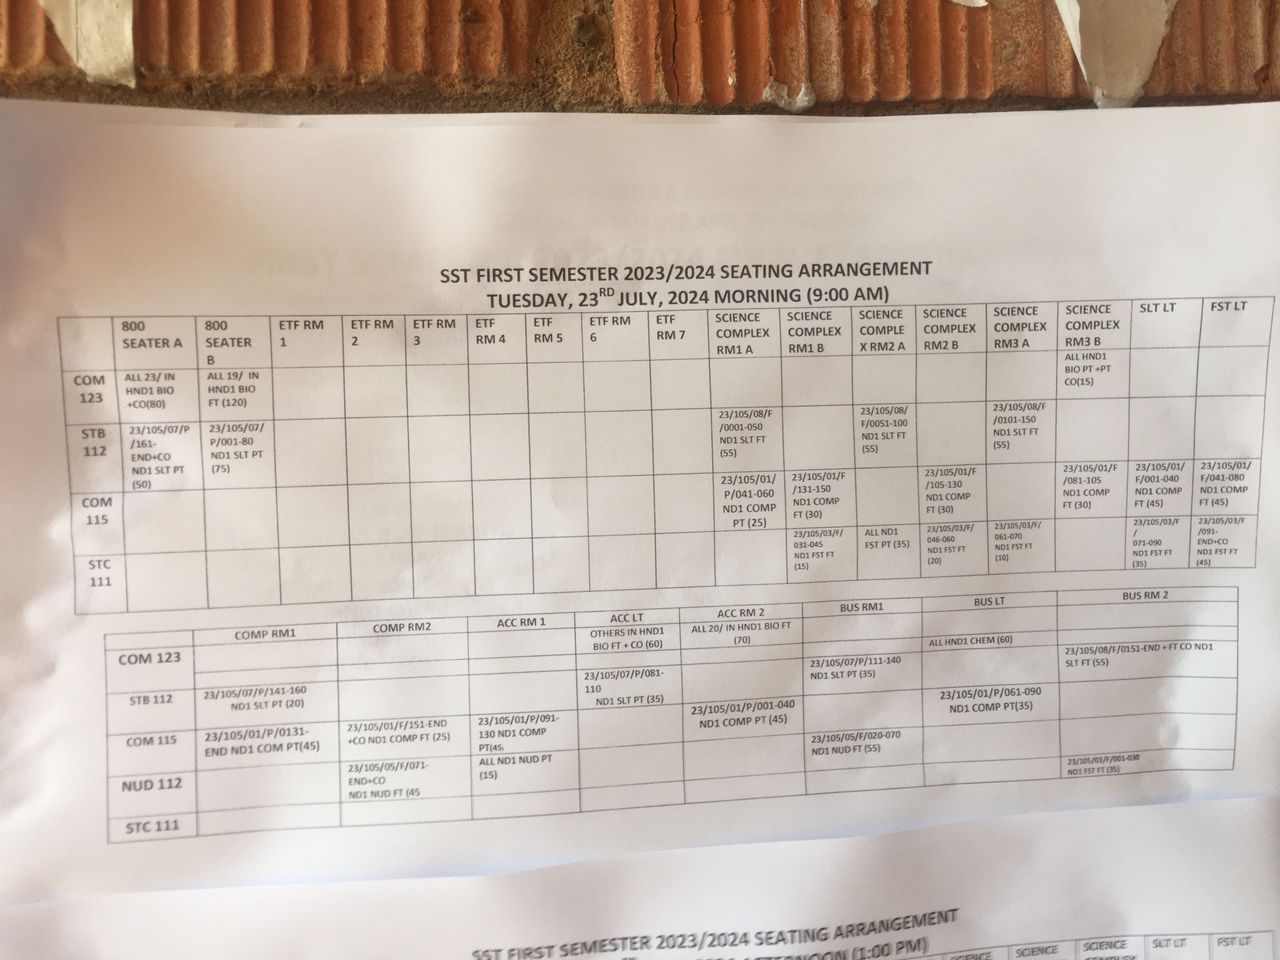 SST FIRST SEMESTER 2023/2024 SEATING ARRANGEMENT
TUESDAY, 23RD JULY, 2024 MORNING (9:00 AM)
800 SEATER A
800 SEATER B
ETF RM 1
ETF RM 2
ETF RM 3
ETF RM 4
ETF RM 5
ETF RM 6
ETF RM 7
SCIENCE COMPLEX RM1 A
SCIENCE COMPLEX RM1 B
SCIENCE COMPLE X RM2 A
SCIENCE COMPLEX RM2 B
SCIENCE COMPLEX RM3 A
SCIENCE COMPLEX RM3 B
SLT LT
FST LT
COM 123
ALL 23/ IN HND1 BIO +CO(80)
ALL 19/ IN HND1 BIO FT (120)
ALL HND1 BIO PT +PT CO(15)
STB 112
23/105/07/P /161- END+CO ND1 SLT PT (50)
23/105/07/ P/001-80 ND1 SLT PT (75)
23/105/08/F /0001-050 ND1 SLT FT (55)
23/105/08/ F/0051-100 ND1 SLT FT (55)
23/105/08/F /0101-150 ND1 SLT FT (55)
COM 115
23/105/01/ P/041-060 ND1 COMP PT (25)
23/105/01/F /131-150 ND1 COMP FT (30)
23/105/01/F /105-130 ND1 COMP FT (30)
23/105/01/F /081-105 ND1 COMP FT (30)
23/105/01/ F/001-040 ND1 COMP FT (45)
23/105/01/ F/041-080 ND1 COMP FT (45)
STC 111
23/105/03/F/ 031-045 ND1 FST FT (15)
ALL ND1 FST PT (35)
23/105/03/F/ 046-060 ND1 FST FT (20)
23/105/03/F/ 061-070 ND1 FST FT (10)
23/105/03/F / 071-090 ND1 FST FT (35)
23/105/03/F /091- END+CO ND1 FST FT (45)
COMP RM1
COMP RM2
ACC RM 1
ACC LT
ACC RM 2
BUS RM1
BUS LT
BUS RM 2
COM 123
OTHERS IN HND1 BIO FT + CO (60)
ALL 20/ IN HND1 BIO FT (70)
ALL HND1 CHEM (60)
STB 112
23/105/07/P/141-160 ND1 SLT PT (20)
23/105/07/P/081- 110 ND1 SLT PT (35)
23/105/07/P/111-140 ND1 SLT PT (35)
23/105/08/F/0151-END + FT CO ND1 SLT FT (55)
COM 115
23/105/01/P/0131- END ND1 COM PT(45)
23/105/01/F/151-END +CO ND1 COMP FT (25)
23/105/01/P/091- 130 ND1 COMP PT(45,
23/105/01/P/001-040 ND1 COMP PT (45)
23/105/01/P/061-090 ND1 COMP PT(35)
NUD 112
23/105/05/F/071- END+CO ND1 NUD FT (45
ALL ND1 NUD PT (15)
23/105/05/F/020-070 ND1 NUD FT (55)
STC 111
23/105/03/F/001-030 ND1 FST FT (35)
SST FIRST SEMESTER 2023/2024 SEATING ARRANGEMENT
AFTERNOON (1:00 PM)
SCIENCE
SCIENCE
SCIENCE
SLT LT
FST LT